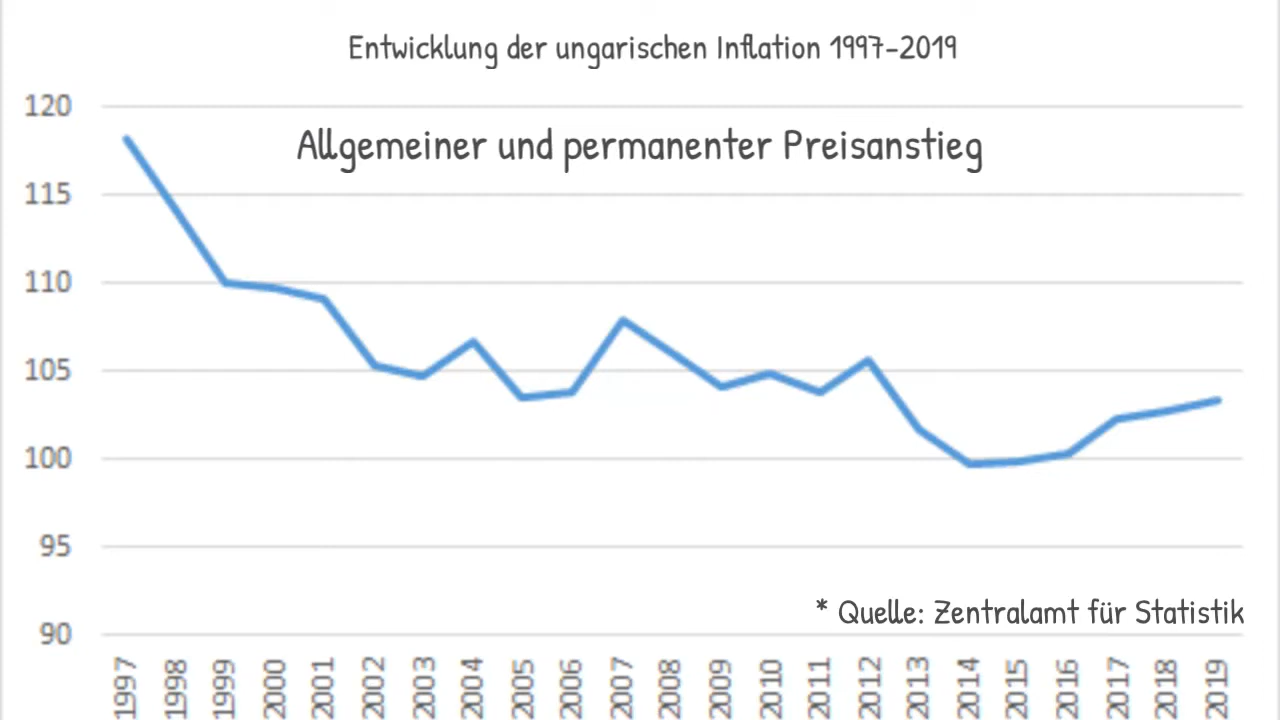 Entwicklung der ungarischen Inflation 1997-2019
120
Allgemeiner und permanenter Preisanstieg
115
110
105
100
95
* Quelle: Zentralamt für Statistik
90
1997 1998 1999 2000 2001 2002 2003 2004 2005 2006 2007 2008 2009 2010 2011 2012 2013 2014 2015 2016 2017 2018 2019